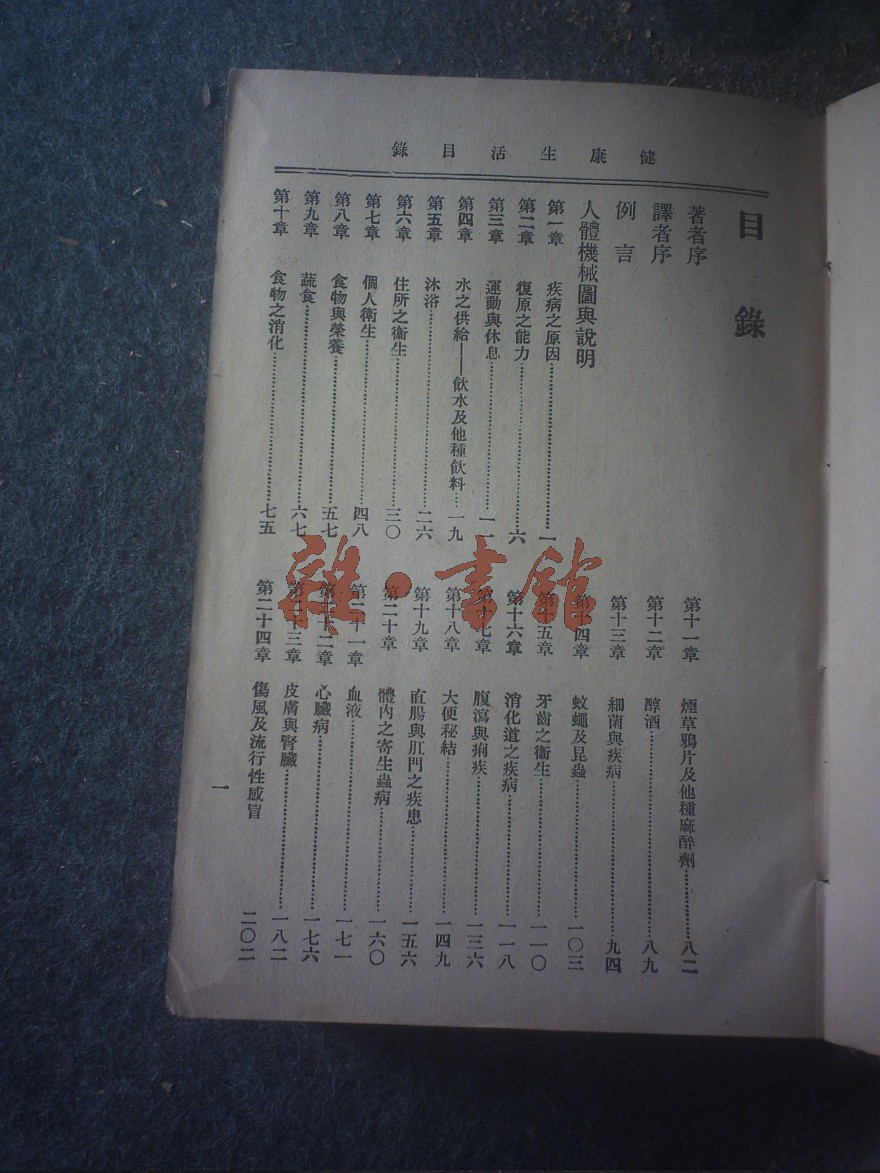 健康生活目錄
目錄
著者序
譯者序
例言
人體機械圖與說明
第一章 疾病之原因 一
第二章 復原之能力 六
第三章 運動與休息 一一
第四章 水之供給——飲水及他種飲料 一九
第五章 沐浴 二六
第六章 住所之衞生 三〇
第七章 個人衞生 四八
第八章 食物與榮養 五七
第九章 蔬食 六七
第十章 食物之消化 七五
第十一章 煙草鴉片及他種麻醉劑 八二
第十二章 醇酒 八九
第十三章 細菌與疾病 九四
第十四章 蚊蠅及昆蟲 一〇三
第十五章 牙齒之衞生 一一〇
第十六章 消化道之疾病 一一八
第十七章 腹瀉與痢疾 一三六
第十八章 大便秘結 一四九
第十九章 直腸與肛門之疾患 一五六
第二十章 體內之寄生蟲病 一六〇
第二十一章 血液 一七一
第二十二章 心臟病 一七六
第二十三章 皮膚與腎臟 一八二
第二十四章 傷風及流行性感冒 二〇二
一
雜·書館